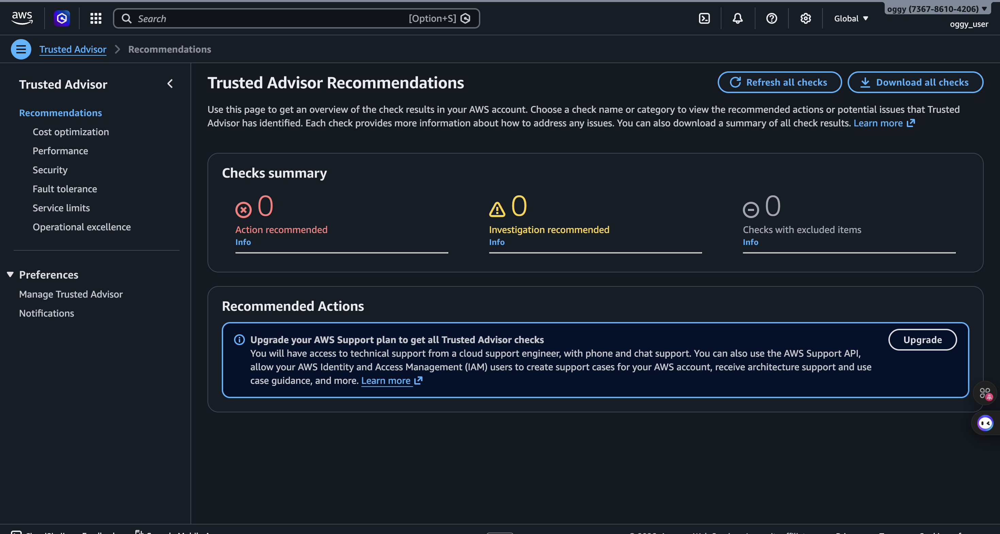 aws
Search
[Option+S]
Global
oggy (7367-8610-4206)
oggy_user
Trusted Advisor
Recommendations
Trusted Advisor
Recommendations
Cost optimization
Performance
Security
Fault tolerance
Service limits
Operational excellence
Preferences
Manage Trusted Advisor
Notifications
Trusted Advisor Recommendations
Refresh all checks
Download all checks
Use this page to get an overview of the check results in your AWS account. Choose a check name or category to view the recommended actions or potential issues that Trusted
Advisor has identified. Each check provides more information about how to address any issues. You can also download a summary of all check results. Learn more
Checks summary
0
Action recommended
Info
0
Investigation recommended
Info
0
Checks with excluded items
Info
Recommended Actions
Upgrade your AWS Support plan to get all Trusted Advisor checks
Upgrade
You will have access to technical support from a cloud support engineer, with phone and chat support. You can also use the AWS Support API,
allow your AWS Identity and Access Management (IAM) users to create support cases for your AWS account, receive architecture support and use
case guidance, and more. Learn more